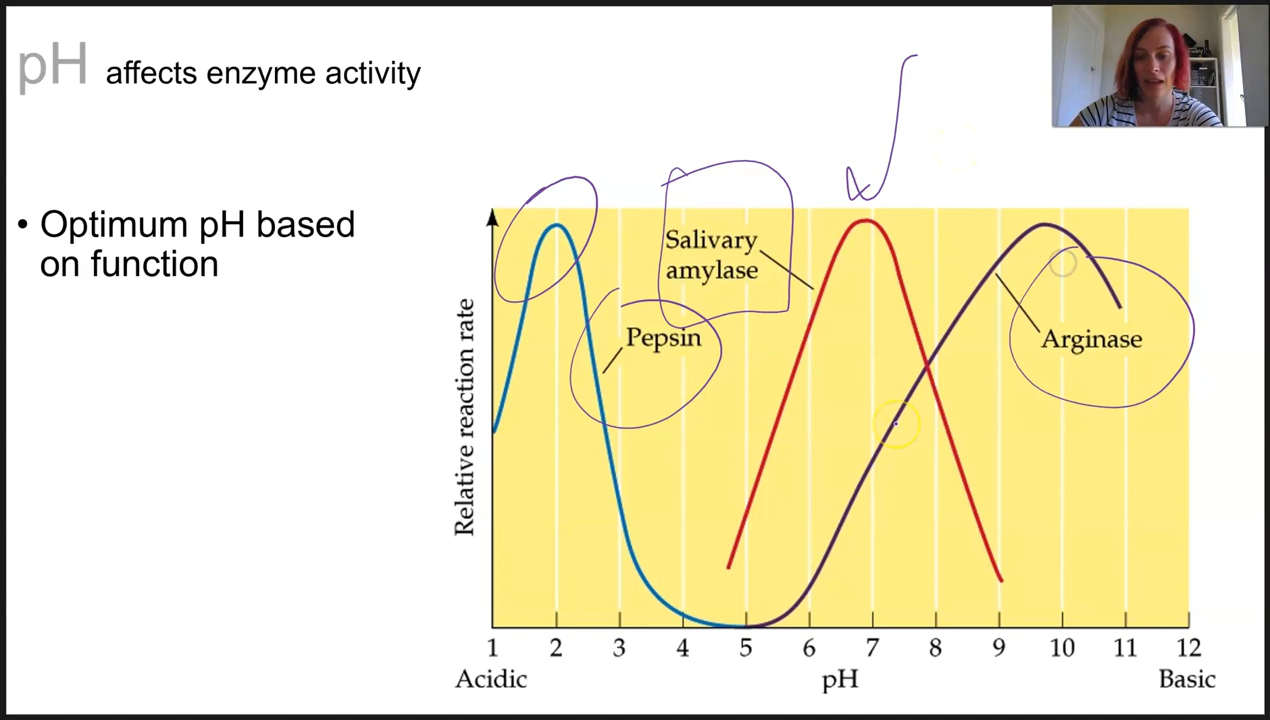 pH affects enzyme activity
• Optimum pH based
on function
Salivary
amylase
Pepsin
Arginase
Relative reaction rate
1 2 3 4 5 6 7 8 9 10 11 12
Acidic pH Basic